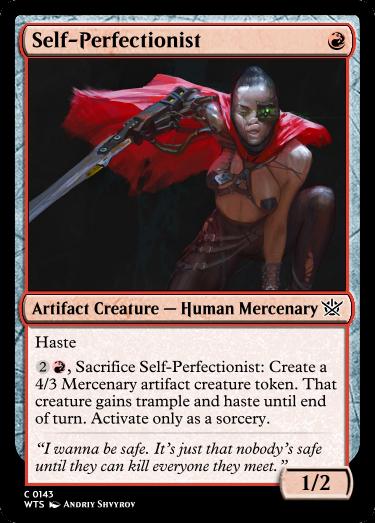 Self-Perfectionist
Artifact Creature — Human Mercenary
Haste
2, Sacrifice Self-Perfectionist: Create a
4/3 Mercenary artifact creature token. That
creature gains trample and haste until end
of turn. Activate only as a sorcery.
“I wanna be safe. It’s just that nobody’s safe
until they can kill everyone they meet.”
1/2
C 0143
WTS Andriy Shvyrov